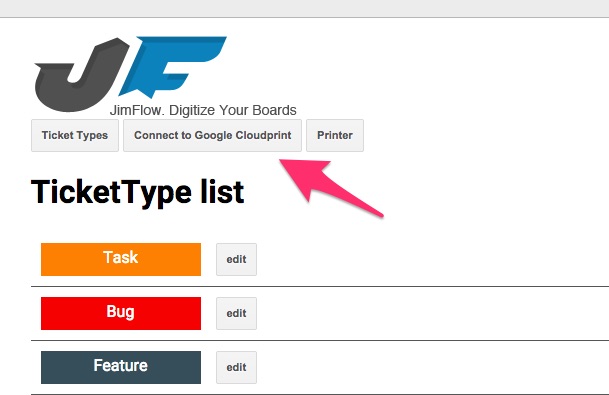 JF
JimFlow. Digitize Your Boards
Ticket Types Connect to Google Cloudprint Printer
TicketType list
Task edit
Bug edit
Feature edit